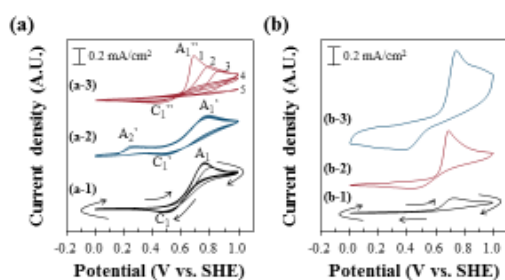 (a)
Current density (A.U.)
0.2 mA/cm²
A₁''
1
2
3
4
5
(a-3)
C₁''
A₁'
(a-2)
A₂'
C₁'
A₁
(a-1)
C₁
-0.2 0.0 0.2 0.4 0.6 0.8 1.0
Potential (V vs. SHE)
(b)
Current density (A.U.)
0.2 mA/cm²
(b-3)
(b-2)
(b-1)
-0.2 0.0 0.2 0.4 0.6 0.8 1.0
Potential (V vs. SHE)